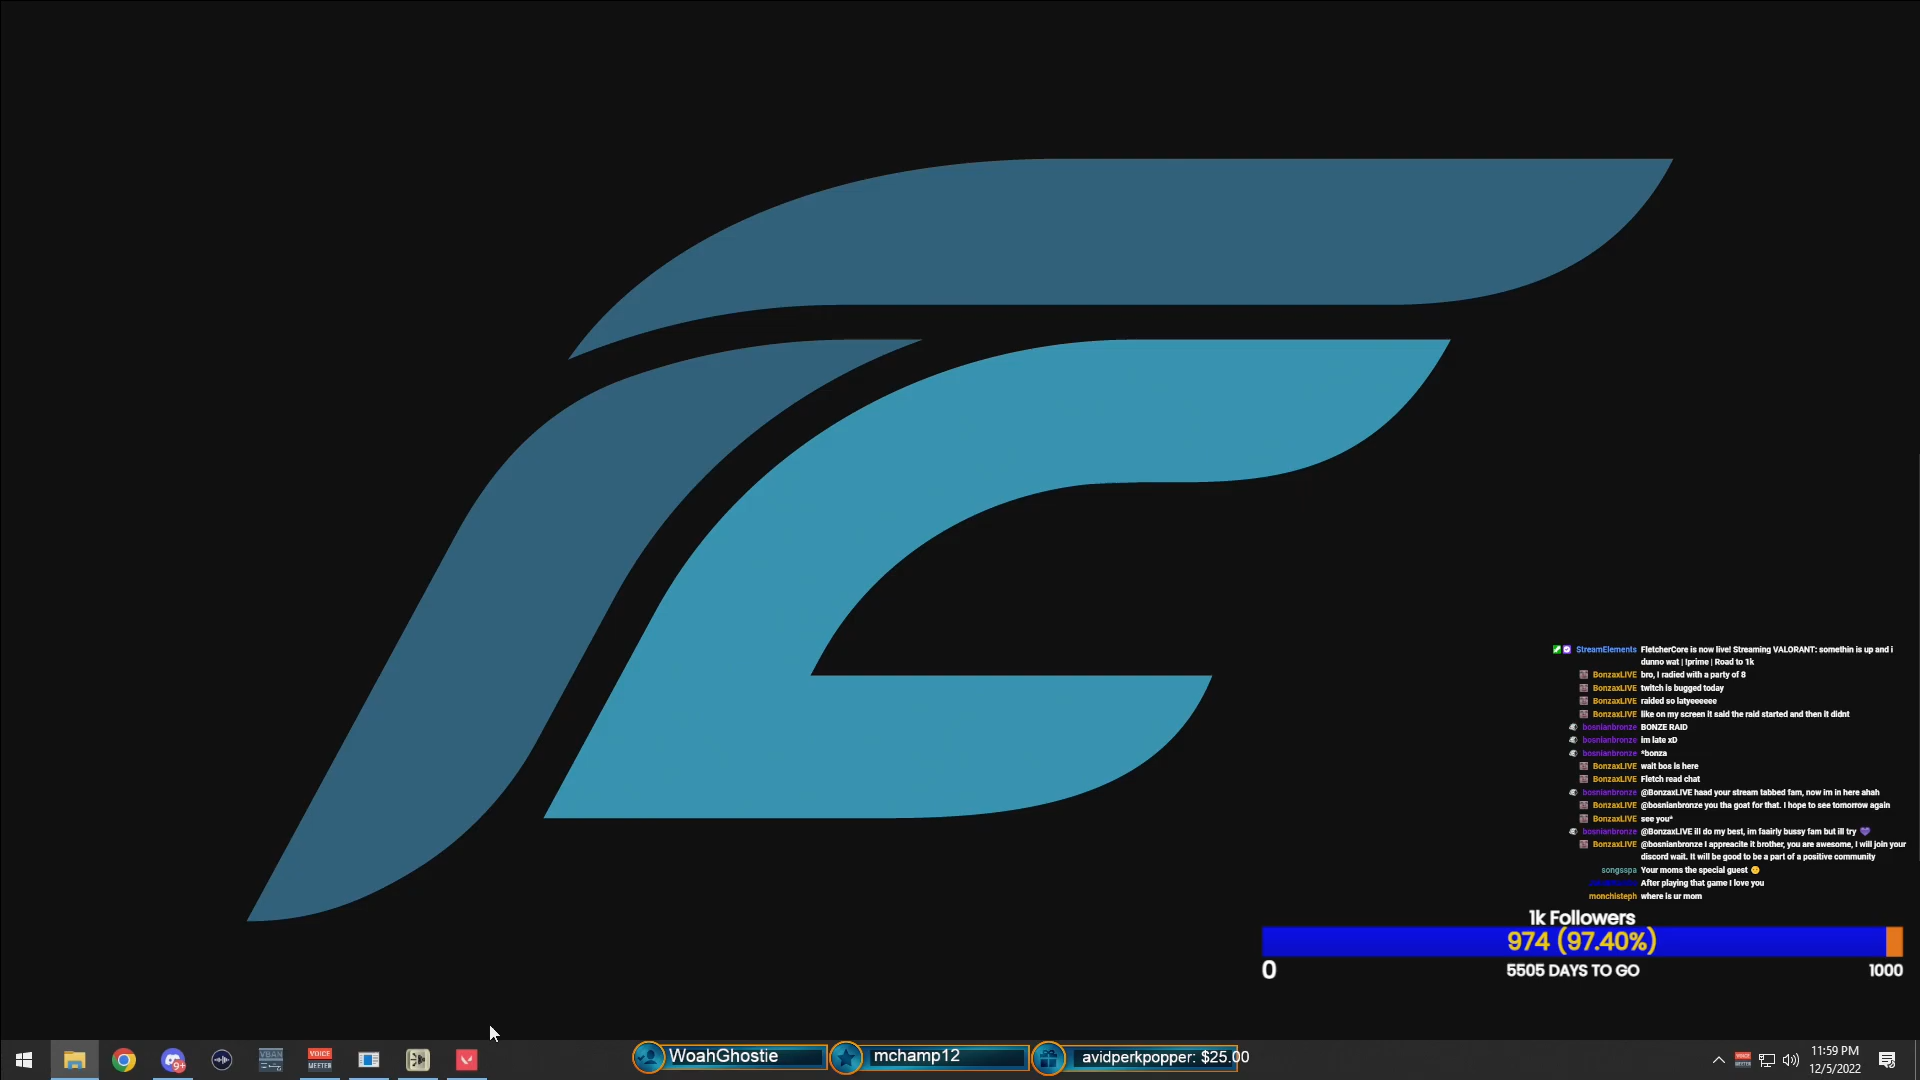 StreamElements FletcherCore is now live! Streaming VALORANT: somethin is up and i
dunno wat | !prime | Road to 1k
BonzaxLIVE bro, I radied with a party of 8
BonzaxLIVE twitch is bugged today
BonzaxLIVE raided so latyeeeeee
BonzaxLIVE like on my screen it said the raid started and then it didnt
bosnianbronze BONZE RAID
bosnianbronze im late xD
bosnianbronze *bonza
BonzaxLIVE wait bos is here
BonzaxLIVE Fletch read chat
bosnianbronze @BonzaxLIVE haad your stream tabbed fam, now im in here ahah
BonzaxLIVE @bosnianbronze you tha goat for that. I hope to see tomorrow again
BonzaxLIVE see you*
bosnianbronze @BonzaxLIVE ill do my best, im faairly bussy fam but ill try 💜
BonzaxLIVE @bosnianbronze I appreacite it brother, you are awesome, I will join your
discord wait. It will be good to be a part of a positive community
songsspa Your moms the special guest
After playing that game I love you
monchisteph where is ur mom
1k Followers
974 (97.40%)
0 5505 DAYS TO GO 1000
9+
VBAN
VOICE
MEETER
WoahGhostie
mchamp12
avidperkpopper: $25.00
11:59 PM
12/5/2022